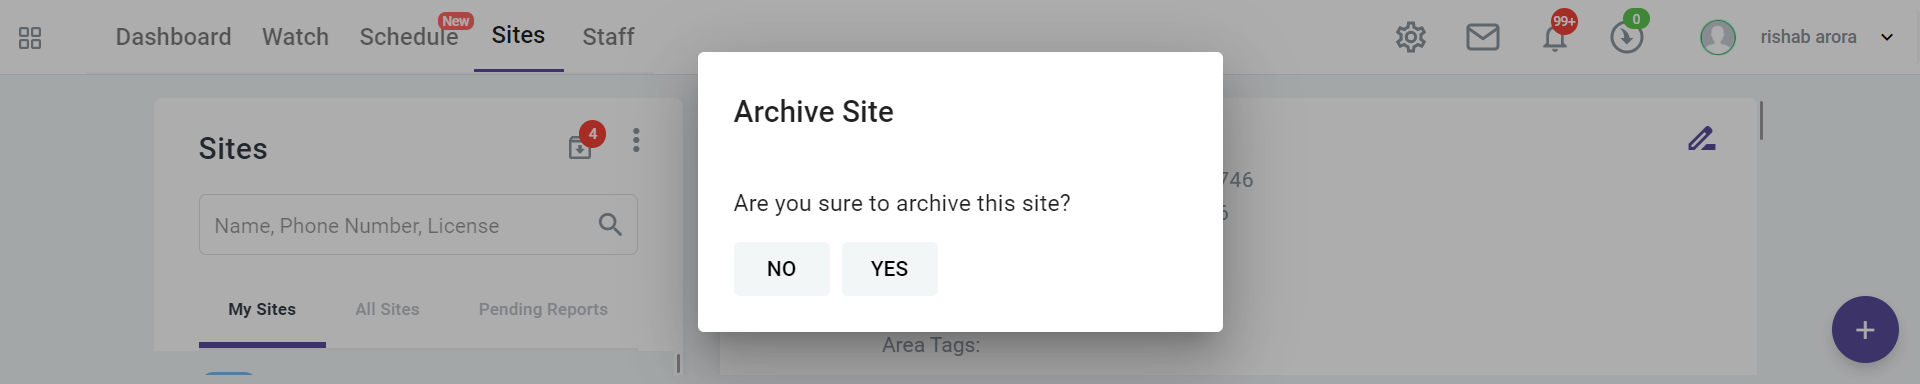 Dashboard Watch Schedule New Sites Staff 99+ 0 rishab arora
Sites 4
Name, Phone Number, License
My Sites All Sites Pending Reports
Archive Site
Are you sure to archive this site?
NO YES
746
Area Tags: